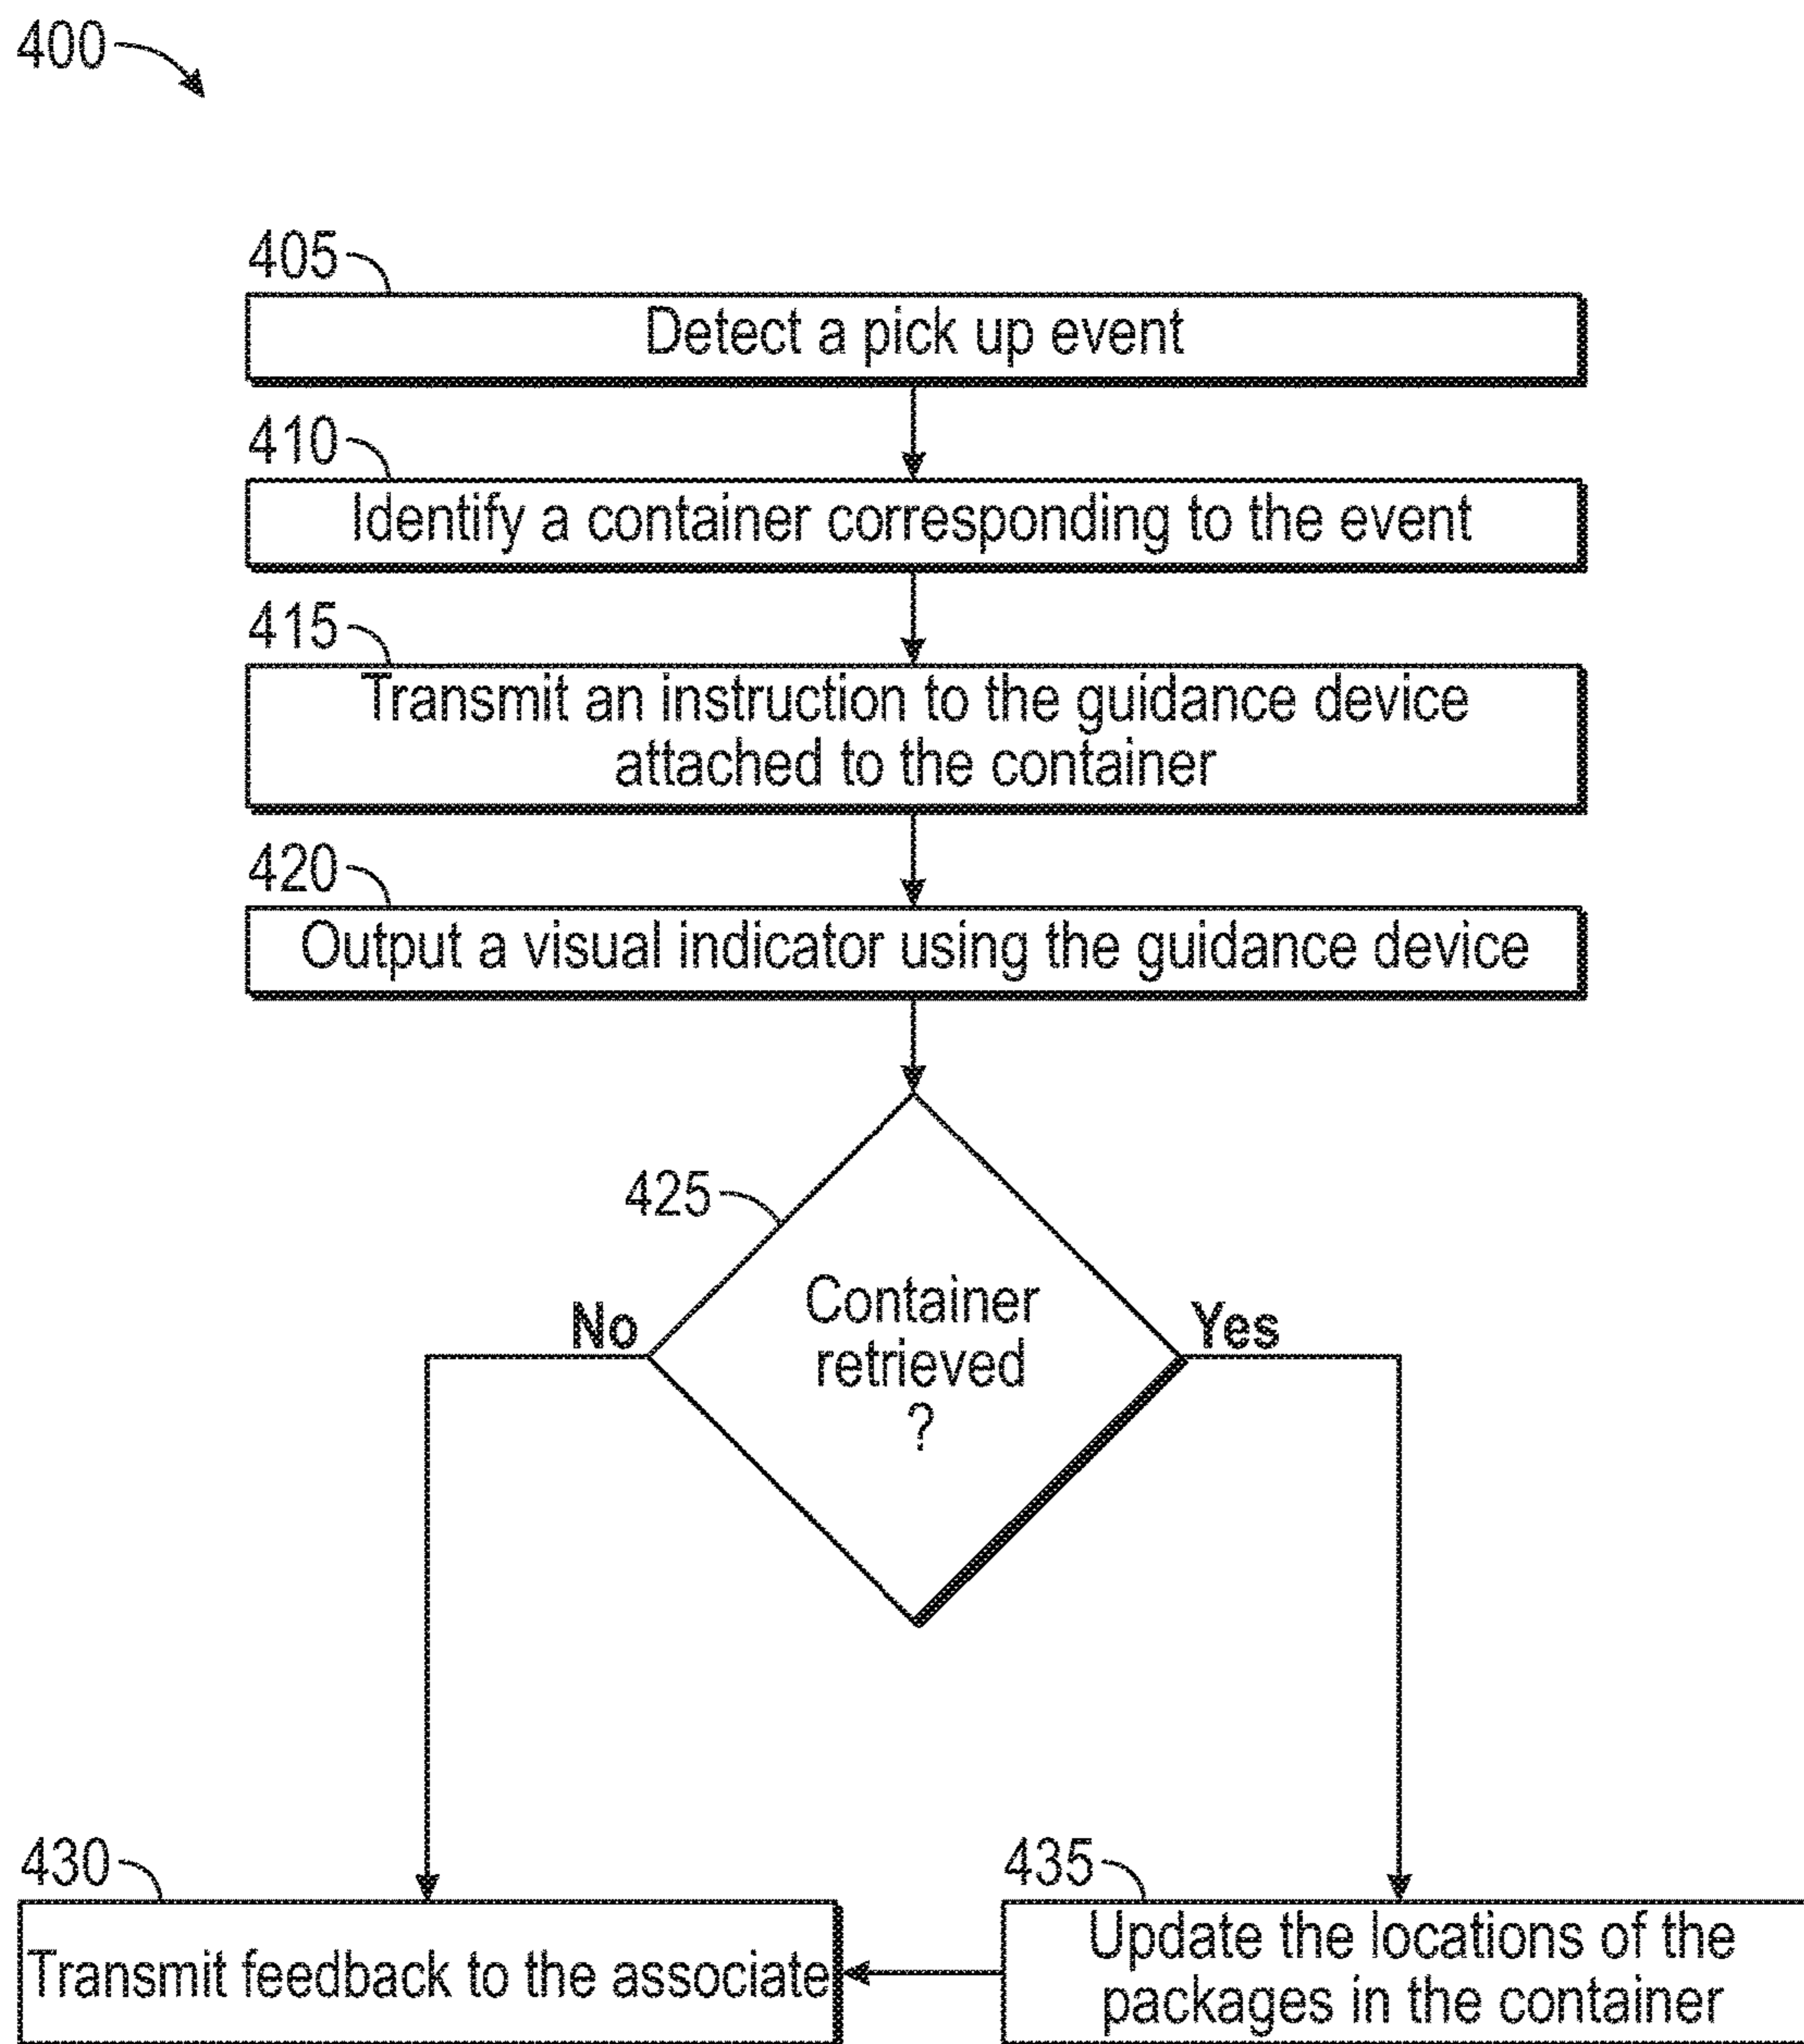 400
405
Detect a pick up event
410
Identify a container corresponding to the event
415
Transmit an instruction to the guidance device
attached to the container
420
Output a visual indicator using the guidance device
425
Container
retrieved
?
No
Yes
430
Transmit feedback to the associate
435
Update the locations of the
packages in the container